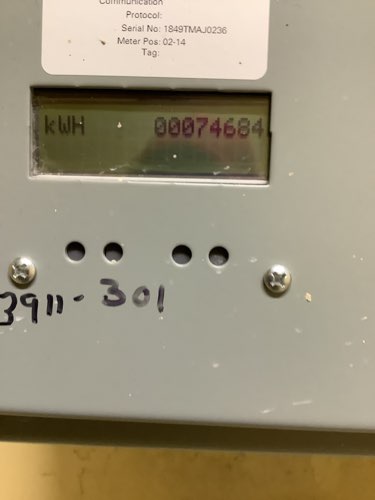 Communication
Protocol:
Serial No: 1849TMAJ0236
Meter Pos: 02-14
Tag:
kWH 00074684
3911-301